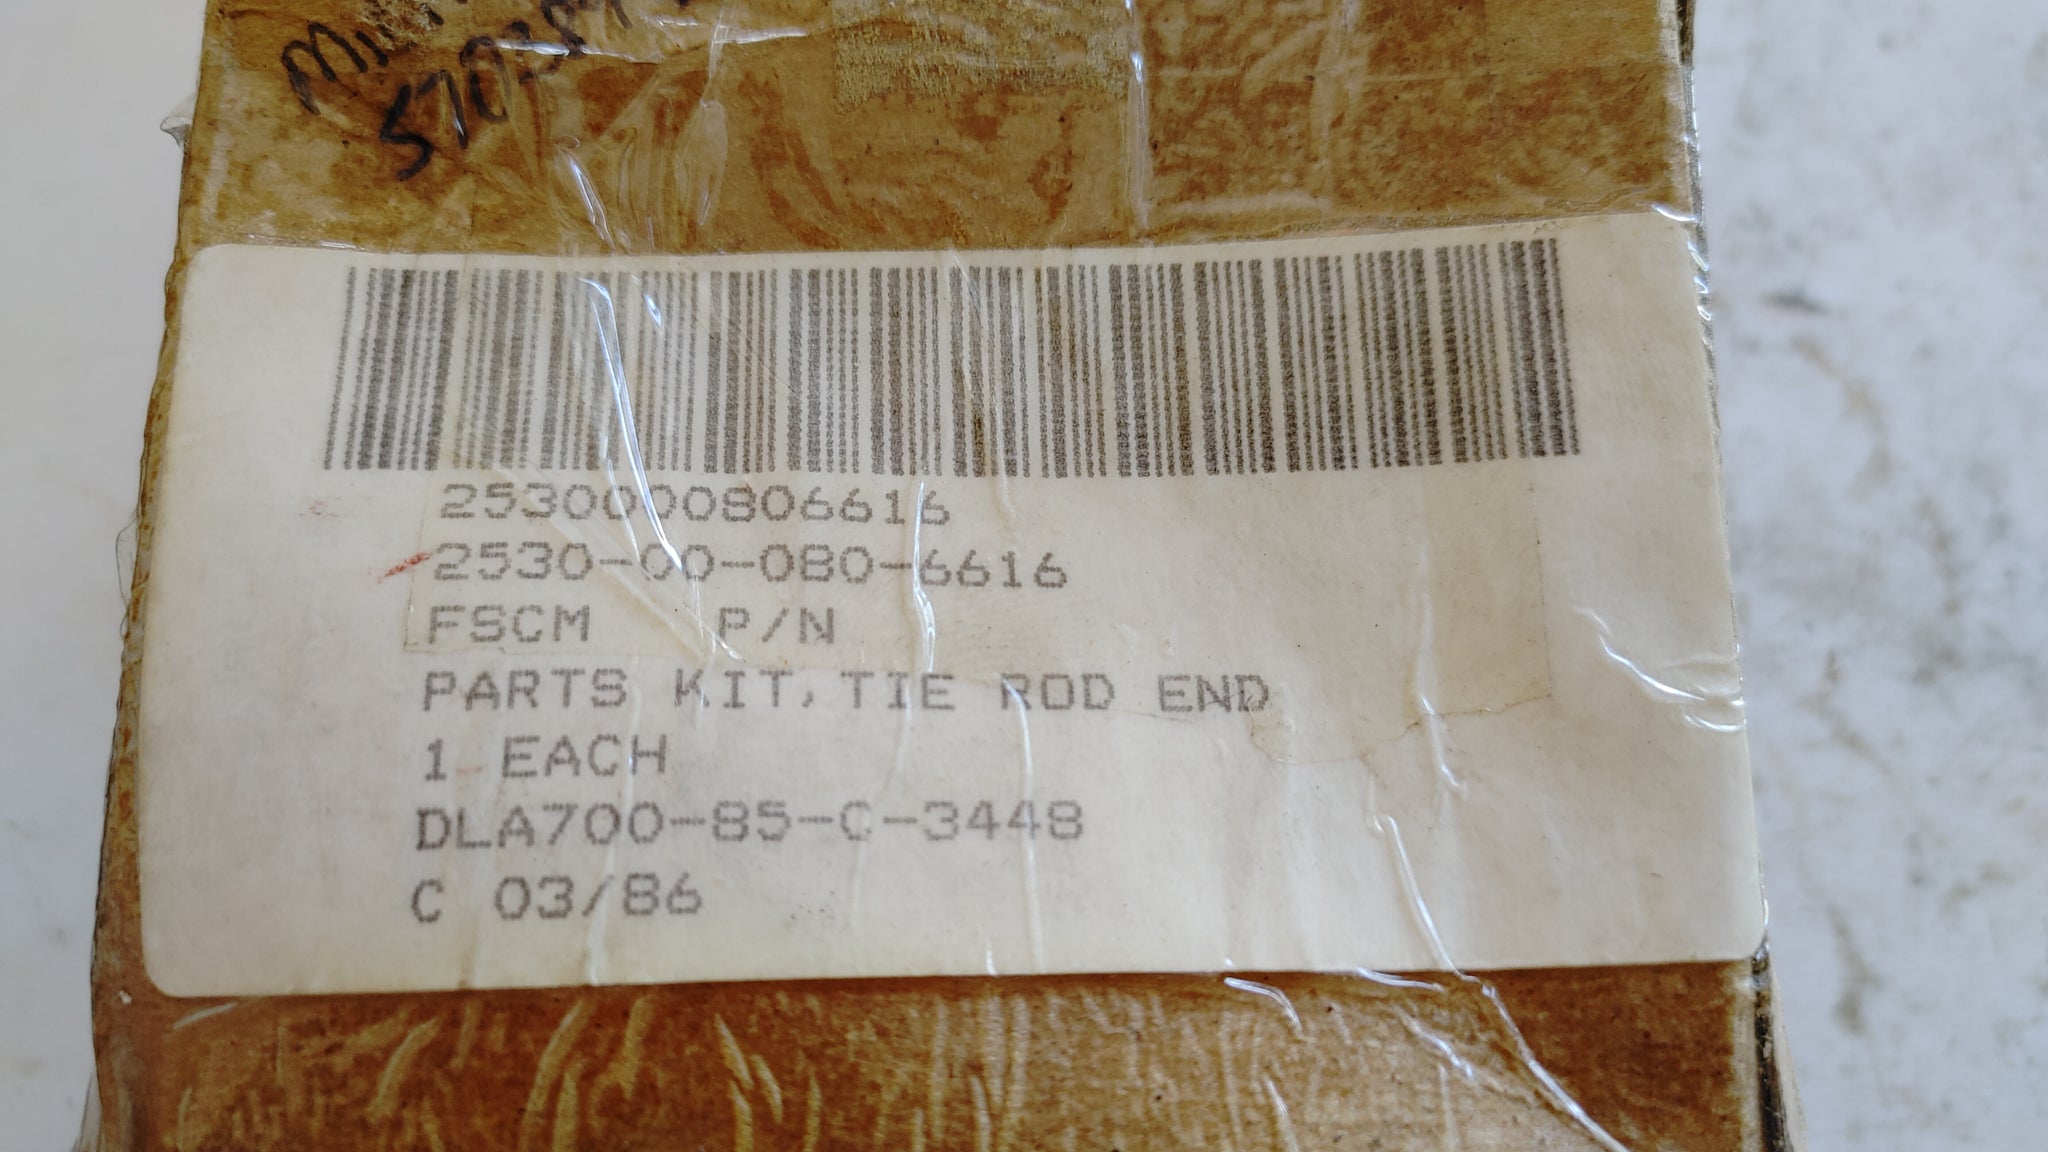 2530000806616
2530-00-080-6616
FSCM P/N
PARTS KIT, TIE ROD END
1 EACH
DLA700-85-C-3448
C 03/86